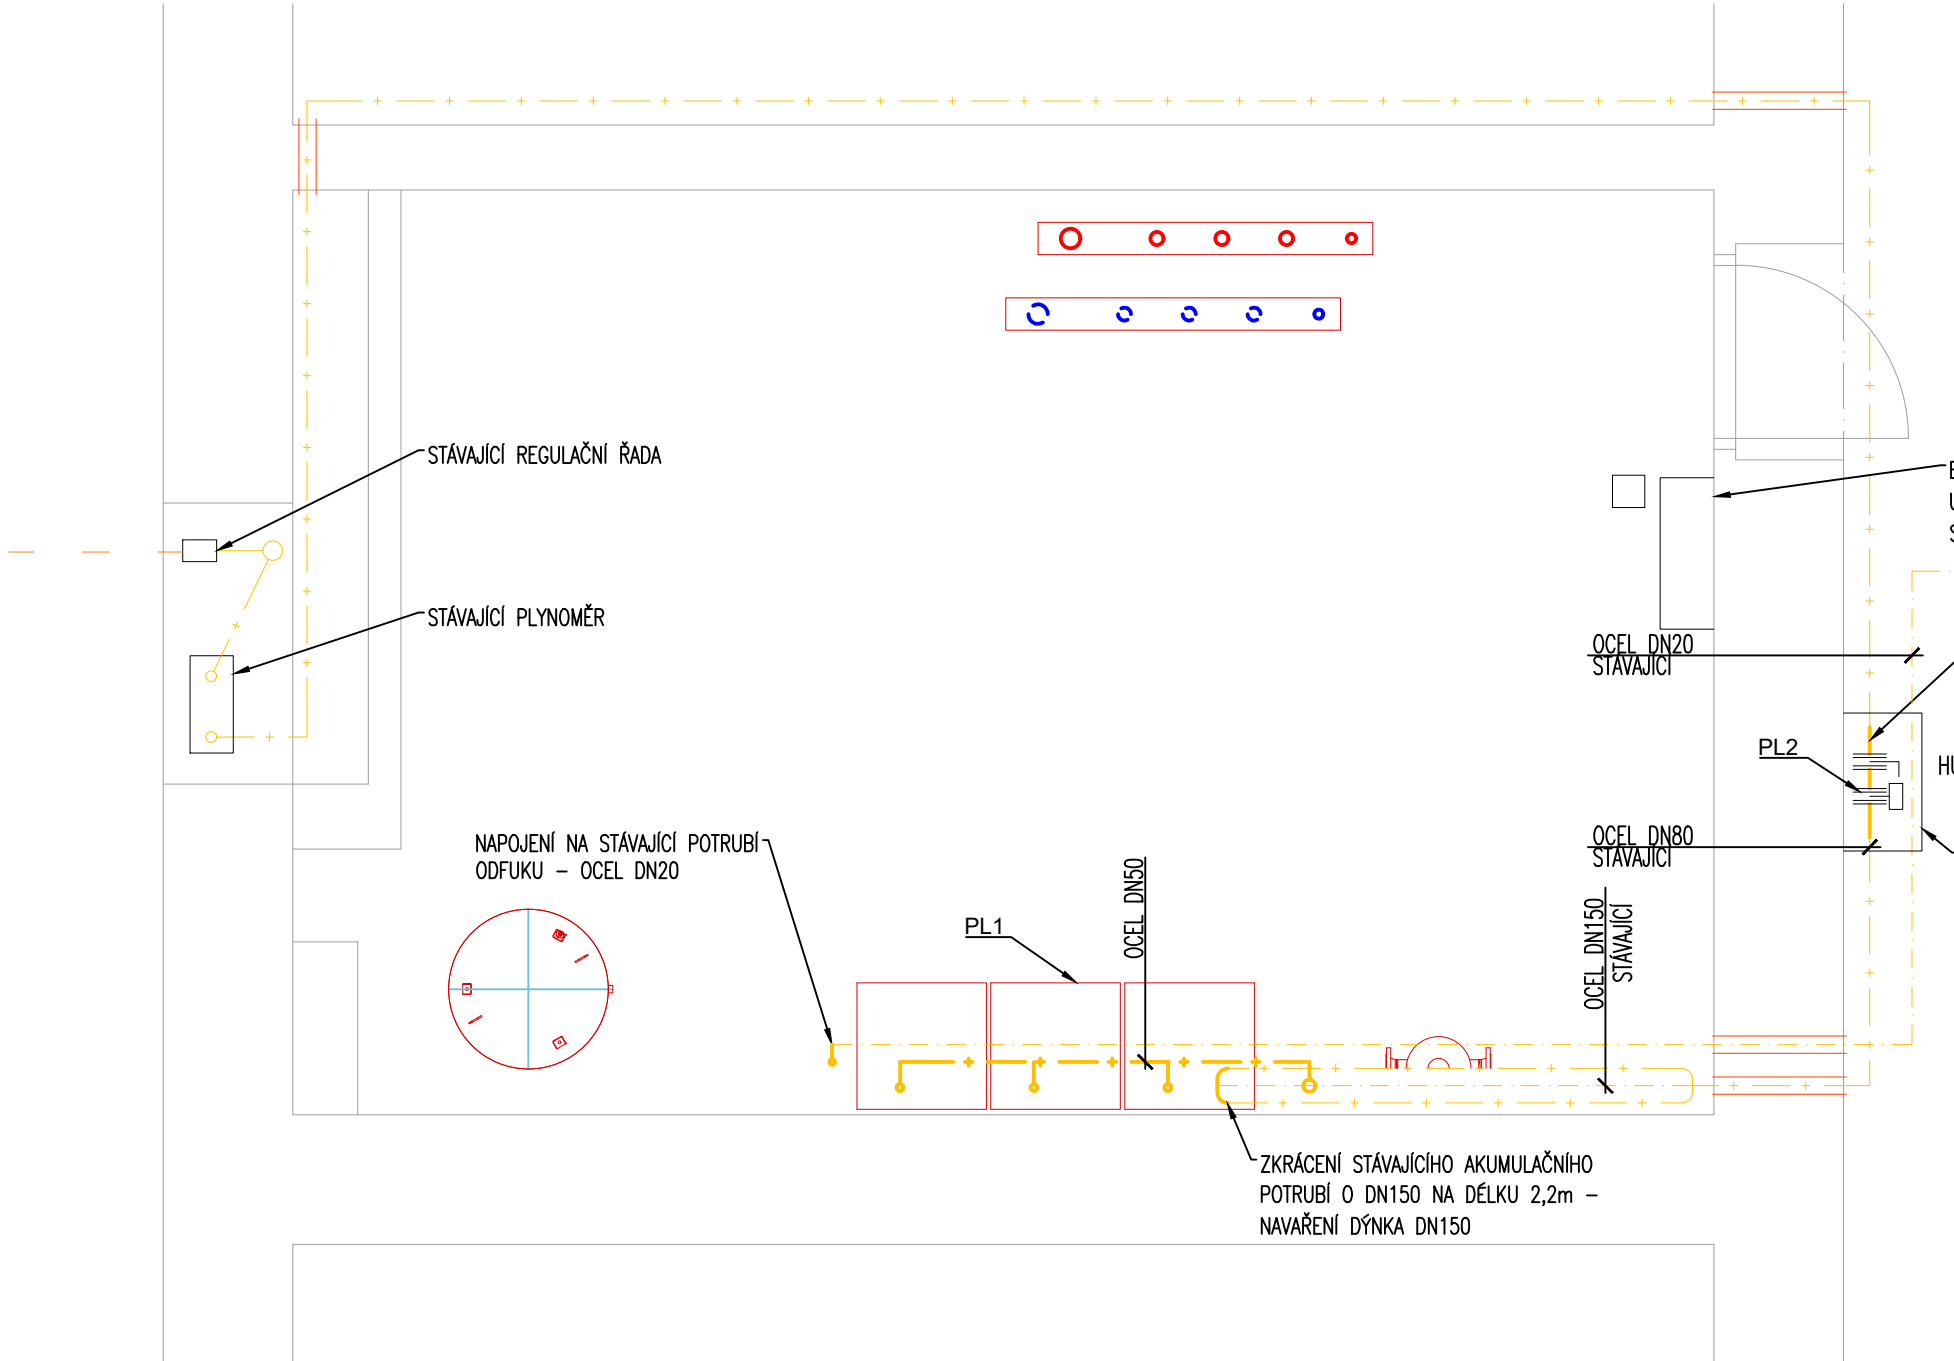 STÁVAJÍCÍ REGULAČNÍ ŘADA
STÁVAJÍCÍ PLYNOMĚR
OCEL DN20
STÁVAJÍCÍ
PL2
OCEL DN80
STÁVAJÍCÍ
NAPOJENÍ NA STÁVAJÍCÍ POTRUBÍ
ODFUKU – OCEL DN20
PL1
OCEL DN50
OCEL DN150
STÁVAJÍCÍ
ZKRÁCENÍ STÁVAJÍCÍHO AKUMULAČNÍHO
POTRUBÍ O DN150 NA DÉLKU 2,2m –
NAVAŘENÍ DÝNKA DN150